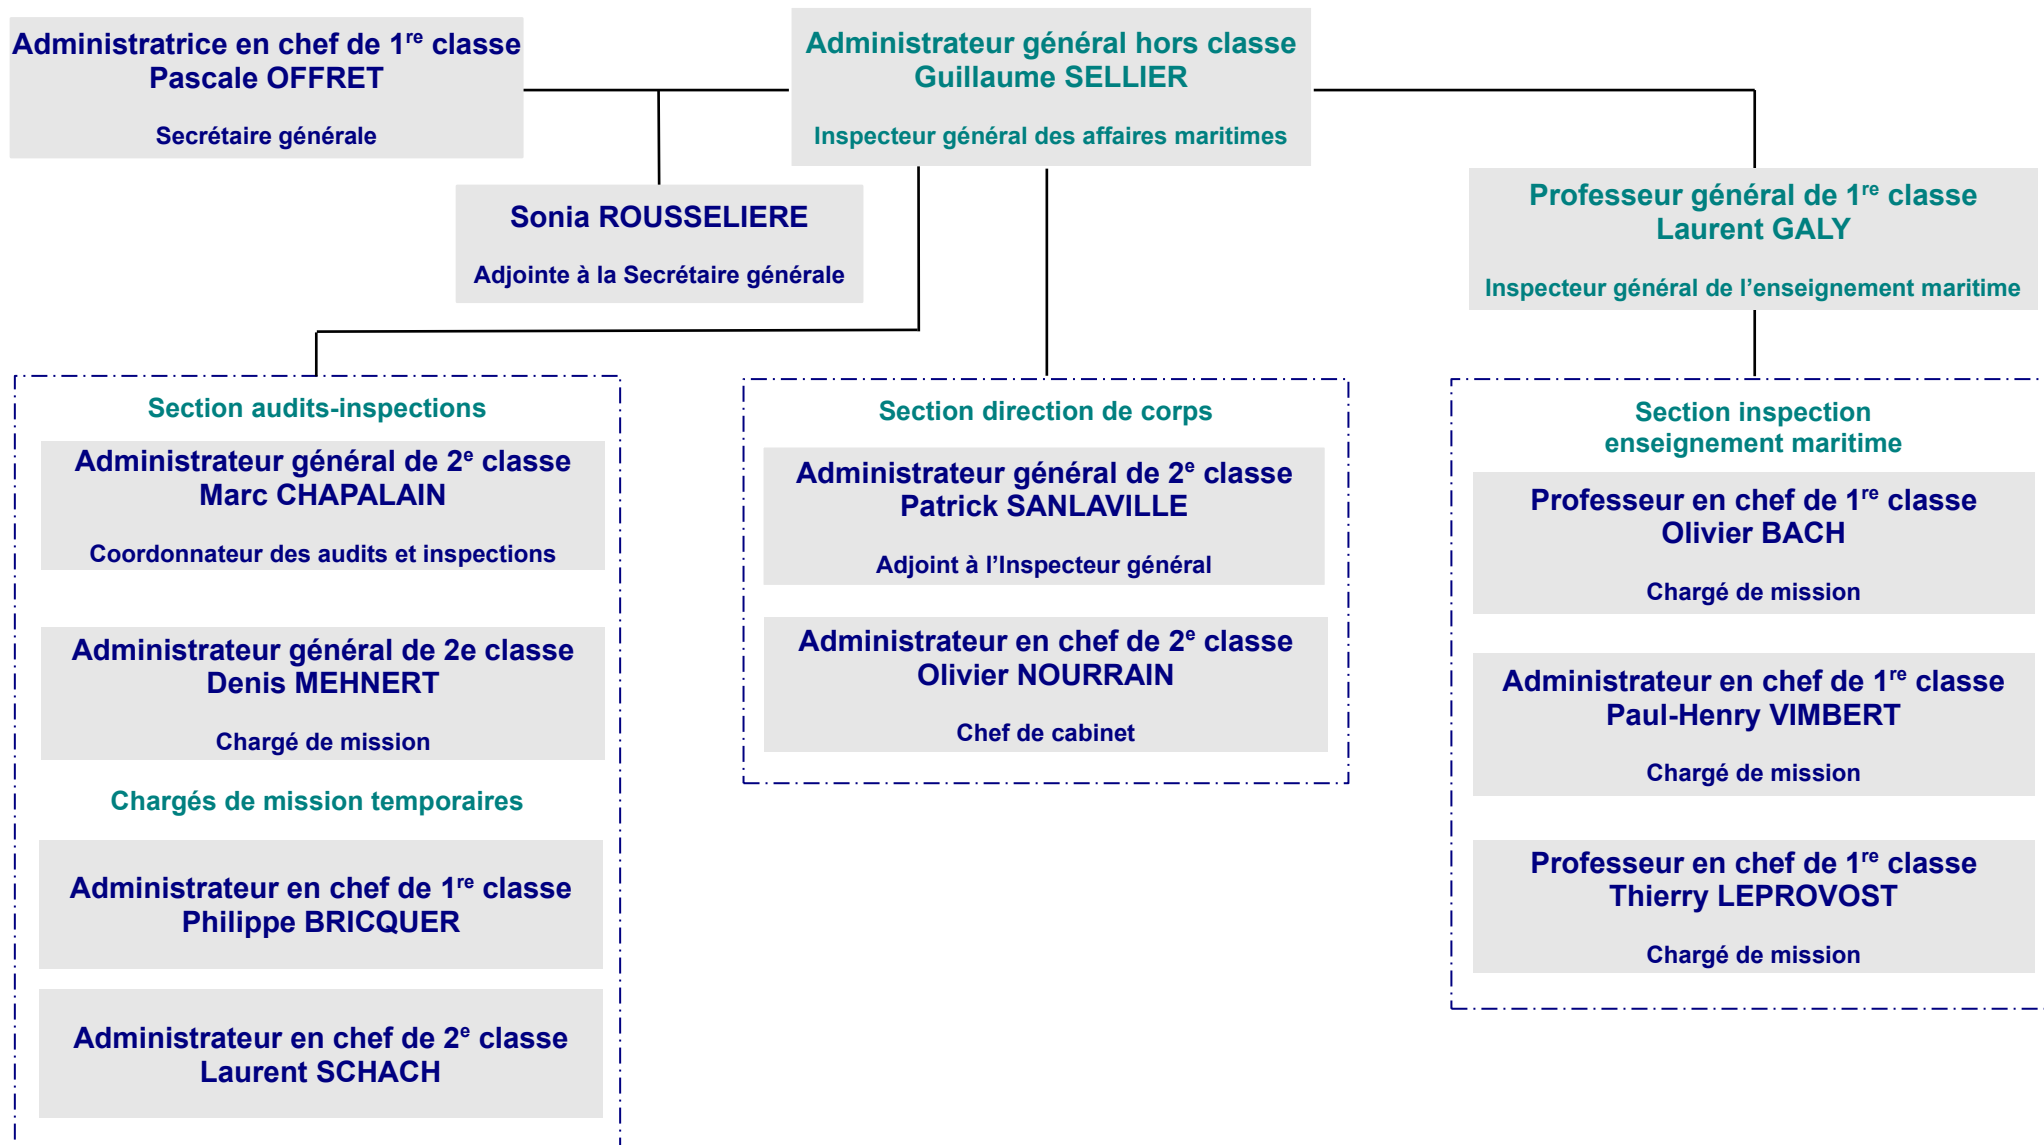 Administratrice en chef de 1re classe
Pascale OFFRET
Secrétaire générale
Administrateur général hors classe
Guillaume SELLIER
Inspecteur général des affaires maritimes
Sonia ROUSSELIERE
Adjointe à la Secrétaire générale
Professeur général de 1re classe
Laurent GALY
Inspecteur général de l’enseignement maritime
Section audits-inspections
Administrateur général de 2e classe
Marc CHAPALAIN
Coordonnateur des audits et inspections
Administrateur général de 2e classe
Denis MEHNERT
Chargé de mission
Chargés de mission temporaires
Administrateur en chef de 1re classe
Philippe BRICQUER
Administrateur en chef de 2e classe
Laurent SCHACH
Section direction de corps
Administrateur général de 2e classe
Patrick SANLAVILLE
Adjoint à l’Inspecteur général
Administrateur en chef de 2e classe
Olivier NOURRAIN
Chef de cabinet
Section inspection
enseignement maritime
Professeur en chef de 1re classe
Olivier BACH
Chargé de mission
Administrateur en chef de 1re classe
Paul-Henry VIMBERT
Chargé de mission
Professeur en chef de 1re classe
Thierry LEPROVOST
Chargé de mission